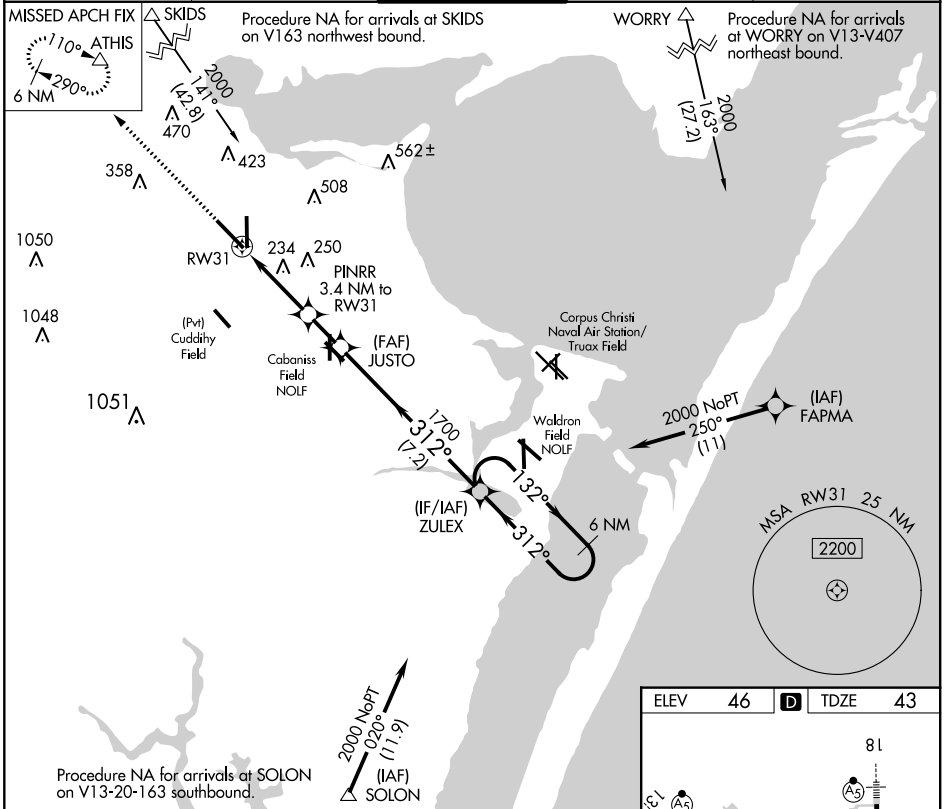 MISSED APCH FIX
ATHIS
110°
290°
6 NM
SKIDS
Procedure NA for arrivals at SKIDS
on V163 northwest bound.
2000
141°
(42.8)
WORRY
Procedure NA for arrivals
at WORRY on V13-V407
northeast bound.
2000
163°
(27.2)
470
423
562±
358
508
1050
RW31
234
250
PINRR
3.4 NM to
RW31
1048
(Pvt)
Cuddihy
Field
Cabaniss
Field
NOLF
(FAF)
JUSTO
Corpus Christi
Naval Air Station/
Truax Field
1051
1700
312°
(7.2)
Waldron
Field
NOLF
2000 NoPT
250°
(11)
(IAF)
FAPMA
(IF/IAF)
ZULEX
132°
312°
6 NM
MSA RW31 25 NM
2200
2000 NoPT
020°
(11.9)
(IAF)
SOLON
Procedure NA for arrivals at SOLON
on V13-20-163 southbound.
ELEV 46 D TDZE 43
18
A5
A5